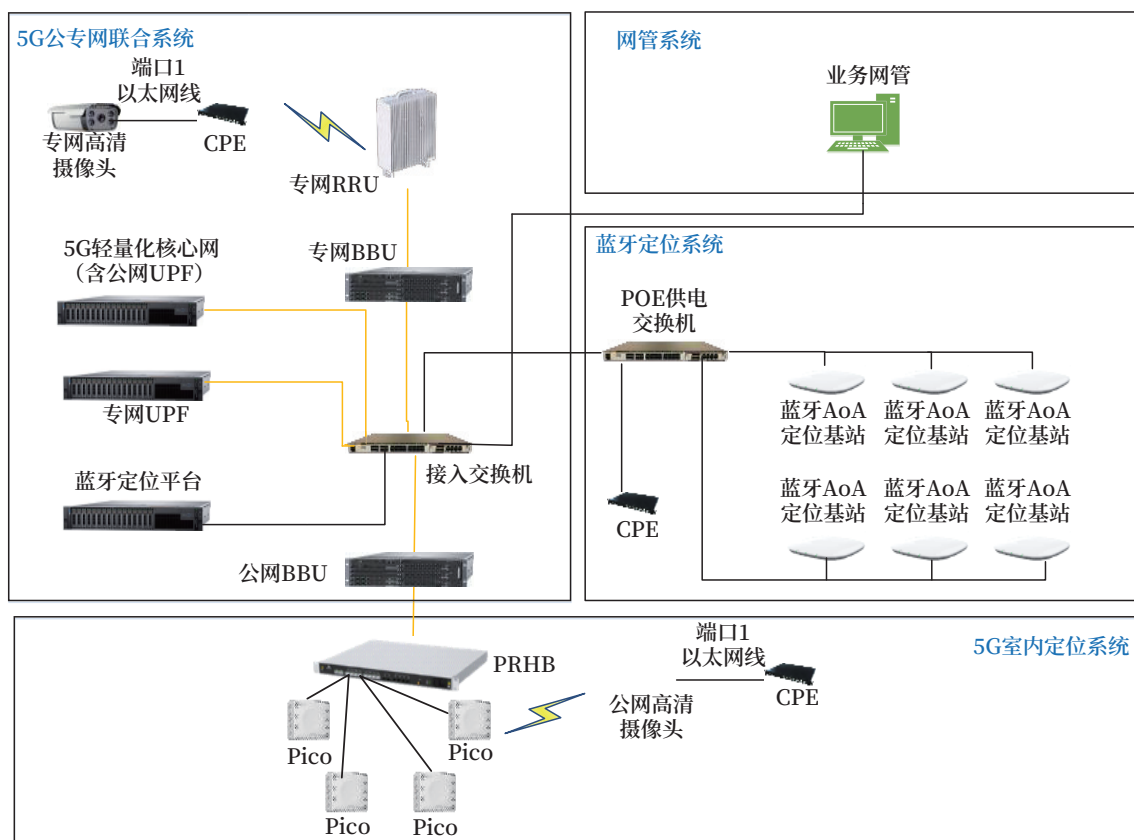 5G公专网联合系统
端口1
以太网线
CPE
专网高清
摄像头
专网RRU
5G轻量化核心网
（含公网UPF）
专网BBU
专网UPF
蓝牙定位平台
接入交换机
公网BBU
网管系统
业务网管
蓝牙定位系统
POE供电
交换机
蓝牙AoA
定位基站
蓝牙AoA
定位基站
蓝牙AoA
定位基站
蓝牙AoA
定位基站
蓝牙AoA
定位基站
蓝牙AoA
定位基站
CPE
5G室内定位系统
PRHB
端口1
以太网线
CPE
公网高清
摄像头
Pico
Pico
Pico
Pico